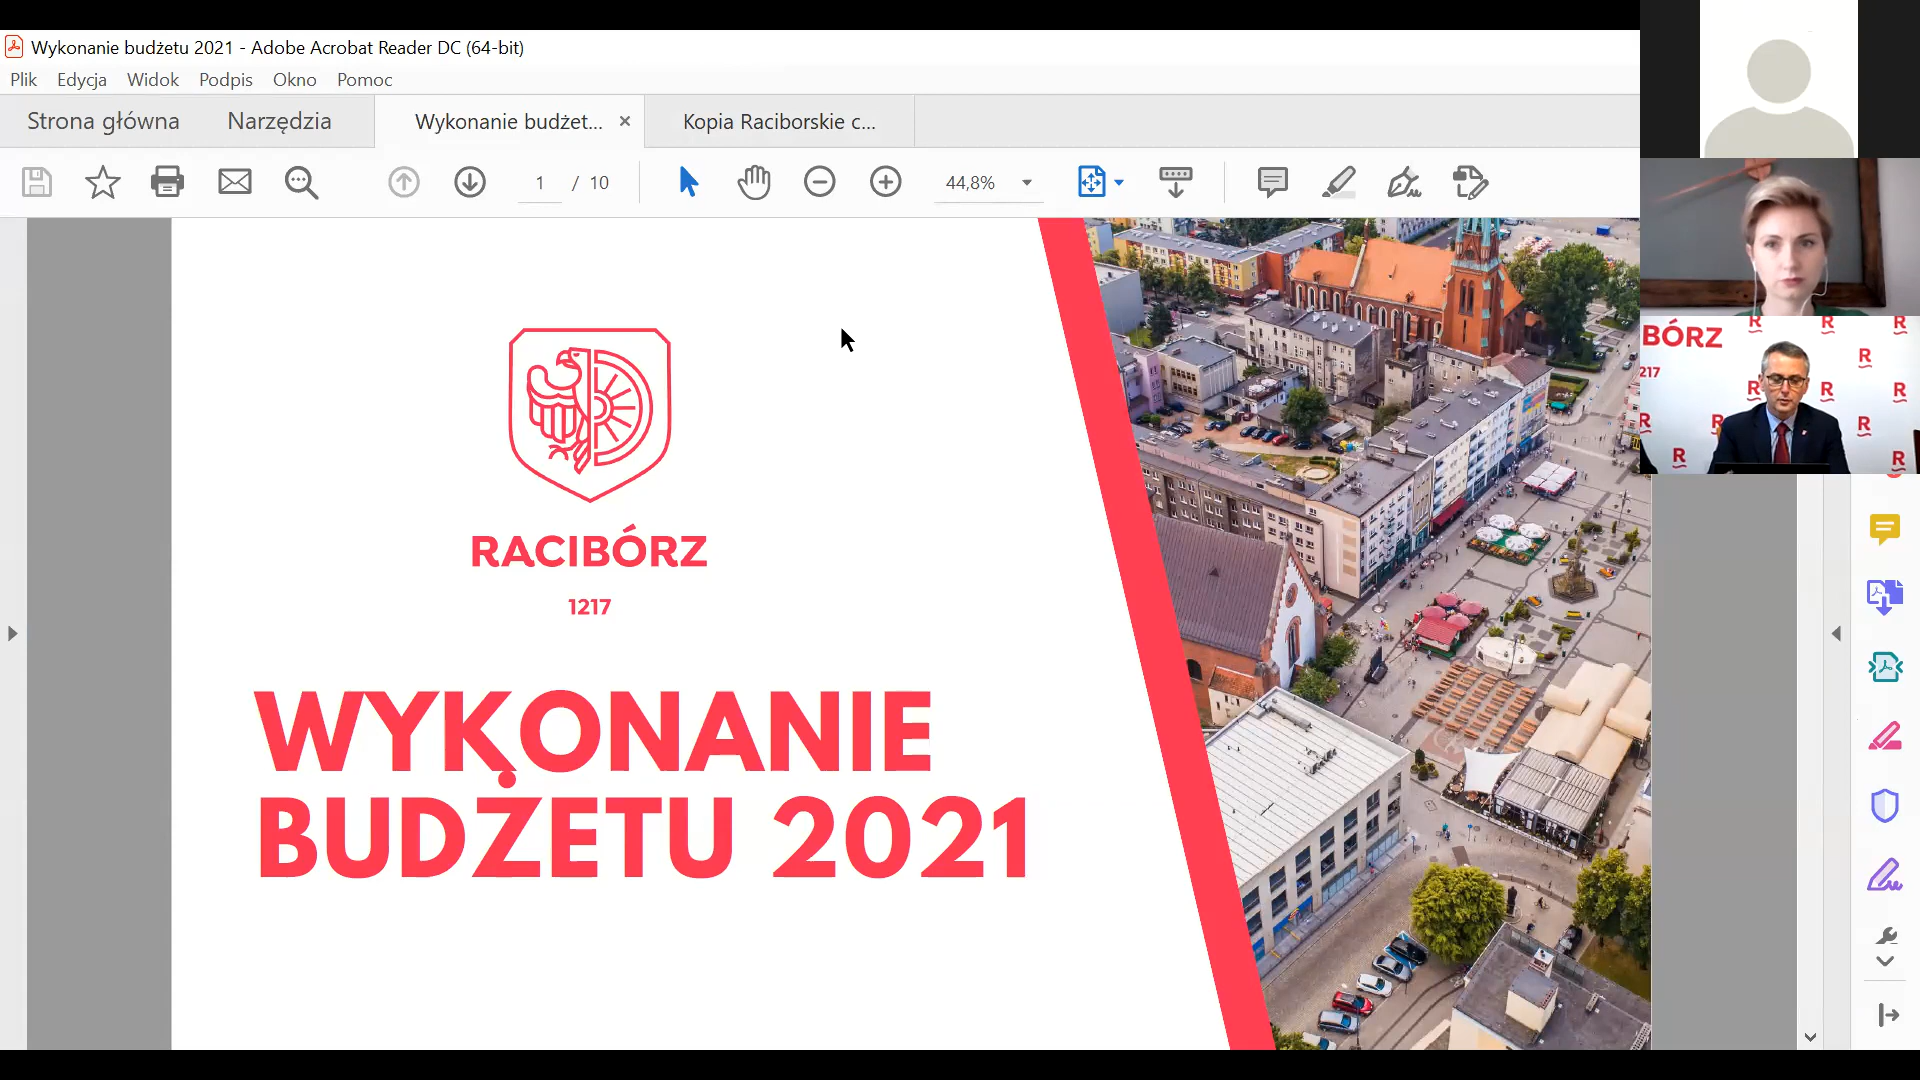 Wykonanie budżetu 2021 - Adobe Acrobat Reader DC (64-bit)
Plik Edycja Widok Podpis Okno Pomoc
Strona główna Narzędzia Wykonanie budżet... × Kopia Raciborskie c...
1 / 10 44,8%
RACIBÓRZ
1217
WYKONANIE
BUDŻETU 2021
BÓRZ
217
R R R
R
R R R
R R
R R